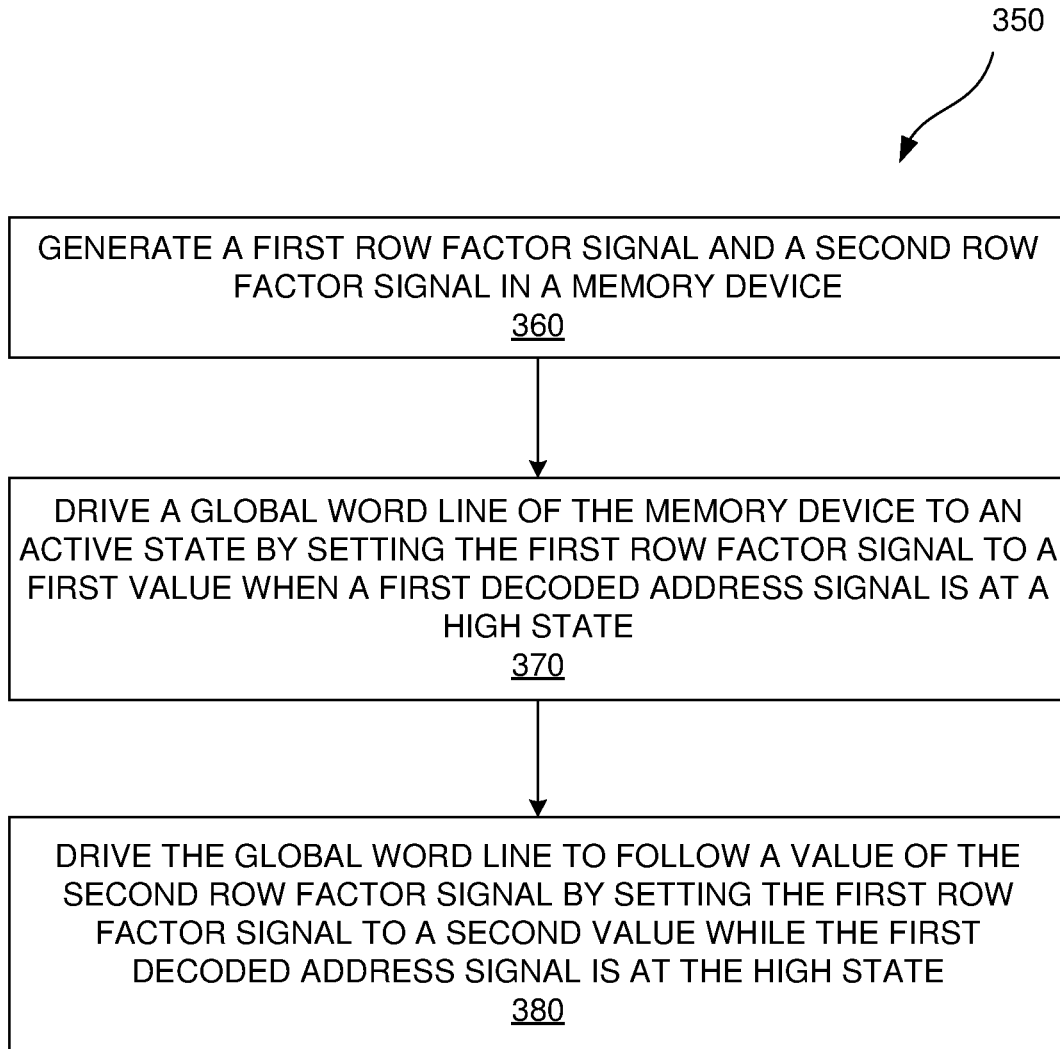 350
GENERATE A FIRST ROW FACTOR SIGNAL AND A SECOND ROW
FACTOR SIGNAL IN A MEMORY DEVICE
360
DRIVE A GLOBAL WORD LINE OF THE MEMORY DEVICE TO AN
ACTIVE STATE BY SETTING THE FIRST ROW FACTOR SIGNAL TO A
FIRST VALUE WHEN A FIRST DECODED ADDRESS SIGNAL IS AT A
HIGH STATE
370
DRIVE THE GLOBAL WORD LINE TO FOLLOW A VALUE OF THE
SECOND ROW FACTOR SIGNAL BY SETTING THE FIRST ROW
FACTOR SIGNAL TO A SECOND VALUE WHILE THE FIRST
DECODED ADDRESS SIGNAL IS AT THE HIGH STATE
380